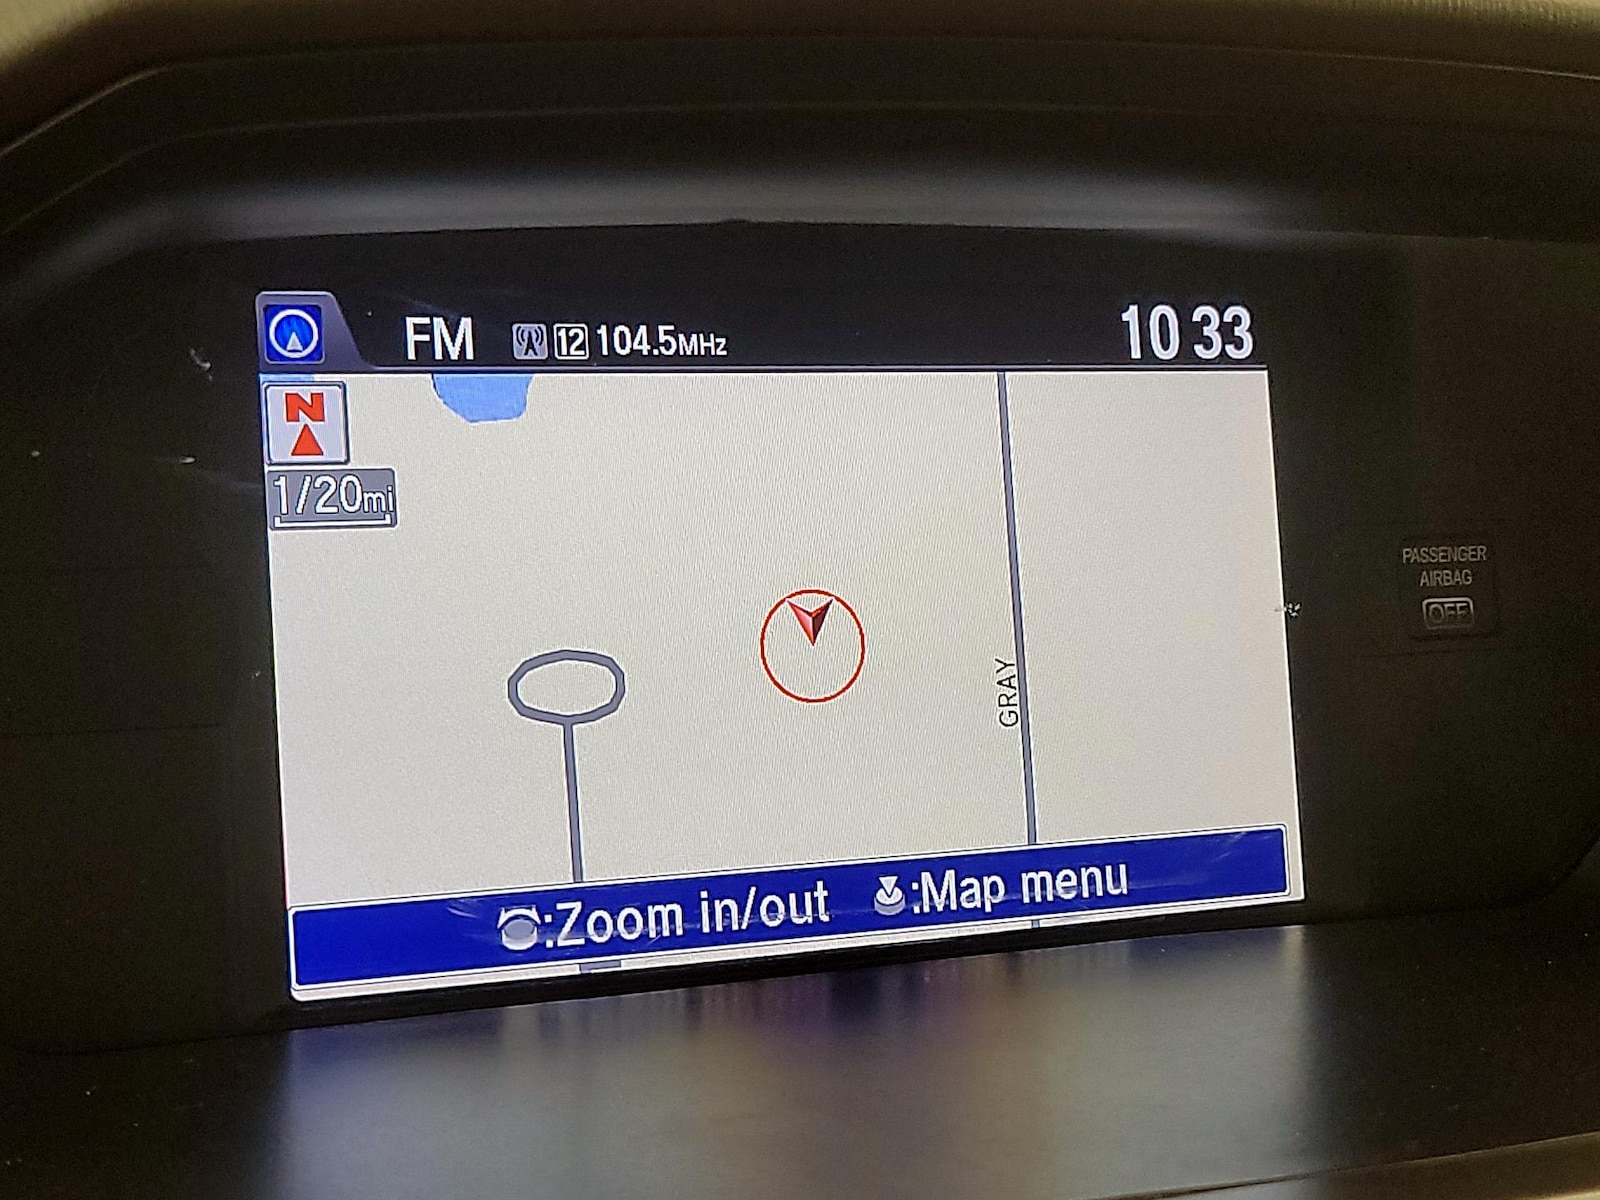 FM 12 104.5MHz 10 33
N
1/20mi
PASSENGER
AIRBAG
OFF
GRAY
:Zoom in/out :Map menu